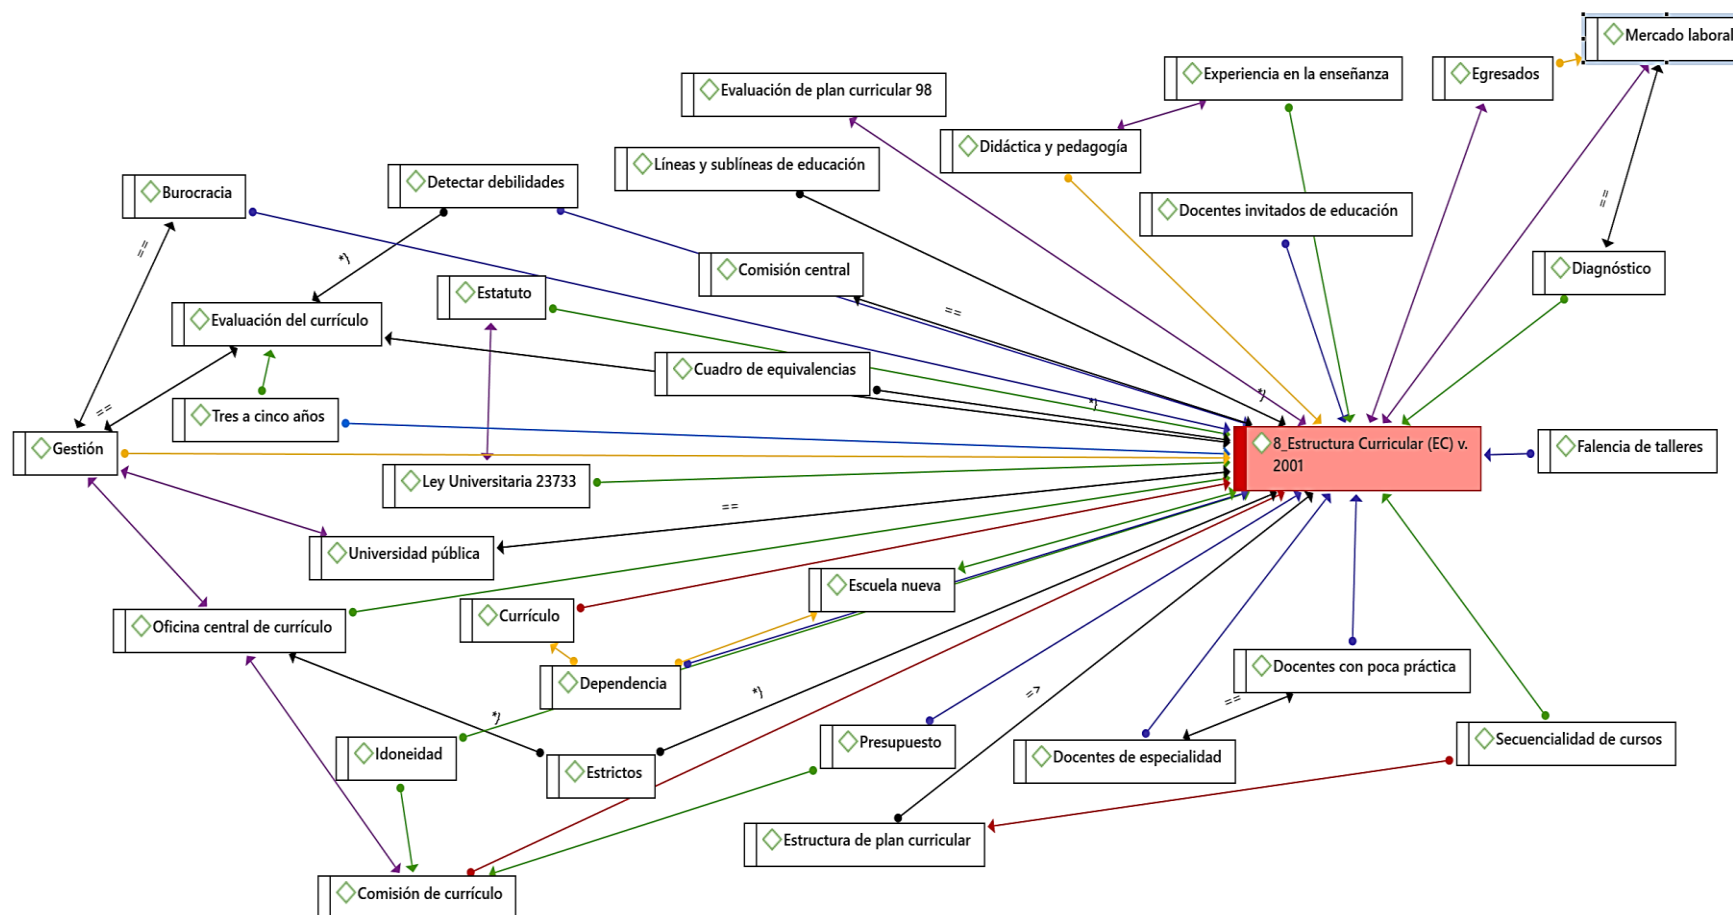 Mercado laboral
Experiencia en la enseñanza
Egresados
Evaluación de plan curricular 98
Didáctica y pedagogía
Líneas y sublíneas de educación
Detectar debilidades
Burocracia
==
==
Docentes invitados de educación
*}
Comisión central
Diagnóstico
Estatuto
==
Evaluación del currículo
Cuadro de equivalencias
*}
*}
==
Tres a cinco años
Gestión
8_Estructura Curricular (EC) v.
2001
Falencia de talleres
Ley Universitaria 23733
==
Universidad pública
Escuela nueva
Currículo
Oficina central de currículo
Docentes con poca práctica
Dependencia
*}
=>
==
*}
Presupuesto
Secuencialidad de cursos
Idoneidad
Docentes de especialidad
Estrictos
Estructura de plan curricular
Comisión de currículo